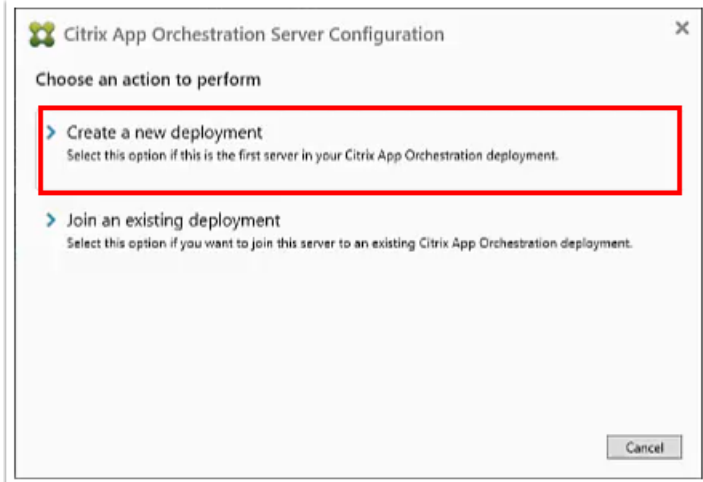 Citrix App Orchestration Server Configuration
Choose an action to perform
Create a new deployment
Select this option if this is the first server in your Citrix App Orchestration deployment.
Join an existing deployment
Select this option if you want to join this server to an existing Citrix App Orchestration deployment.
Cancel